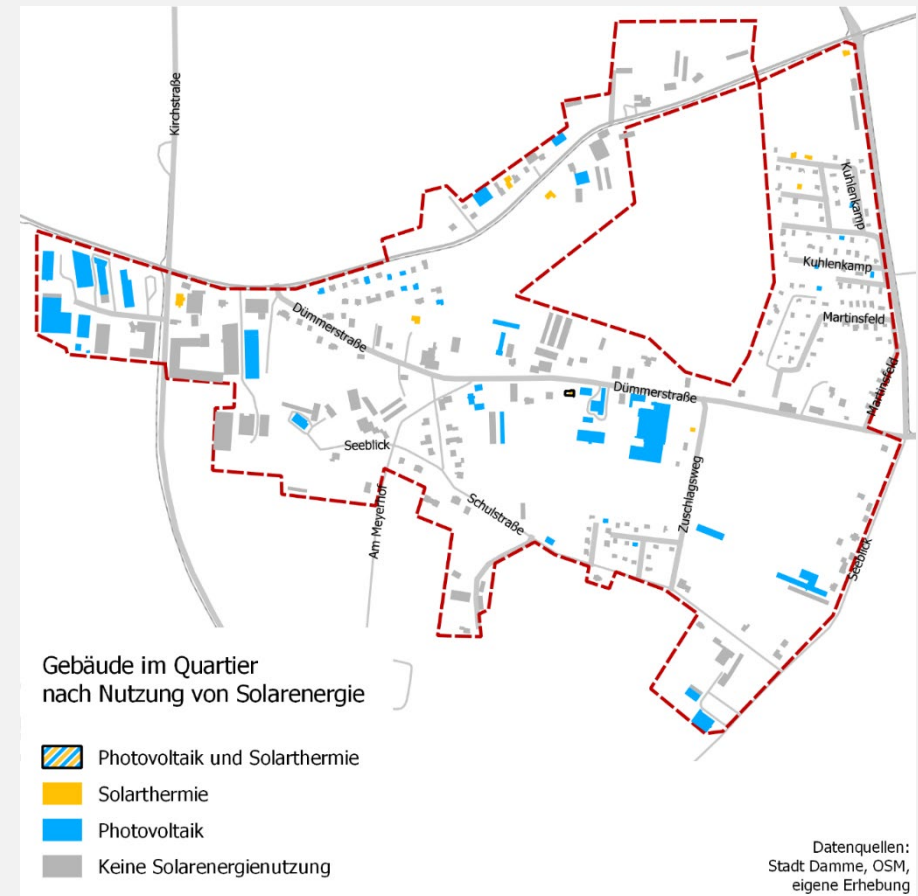 Kirchstraße
Kuhlenkamp
Kuhlenkamp
Martinsfeld
Martinsfeld
Dümmerstraße
Dümmerstraße
Seeblick
Zuschlagsweg
Schulstraße
Am Meyerhof
Seeblick
Gebäude im Quartier
nach Nutzung von Solarenergie
Photovoltaik und Solarthermie
Solarthermie
Photovoltaik
Keine Solarenergienutzung
Datenquellen:
Stadt Damme, OSM,
eigene Erhebung